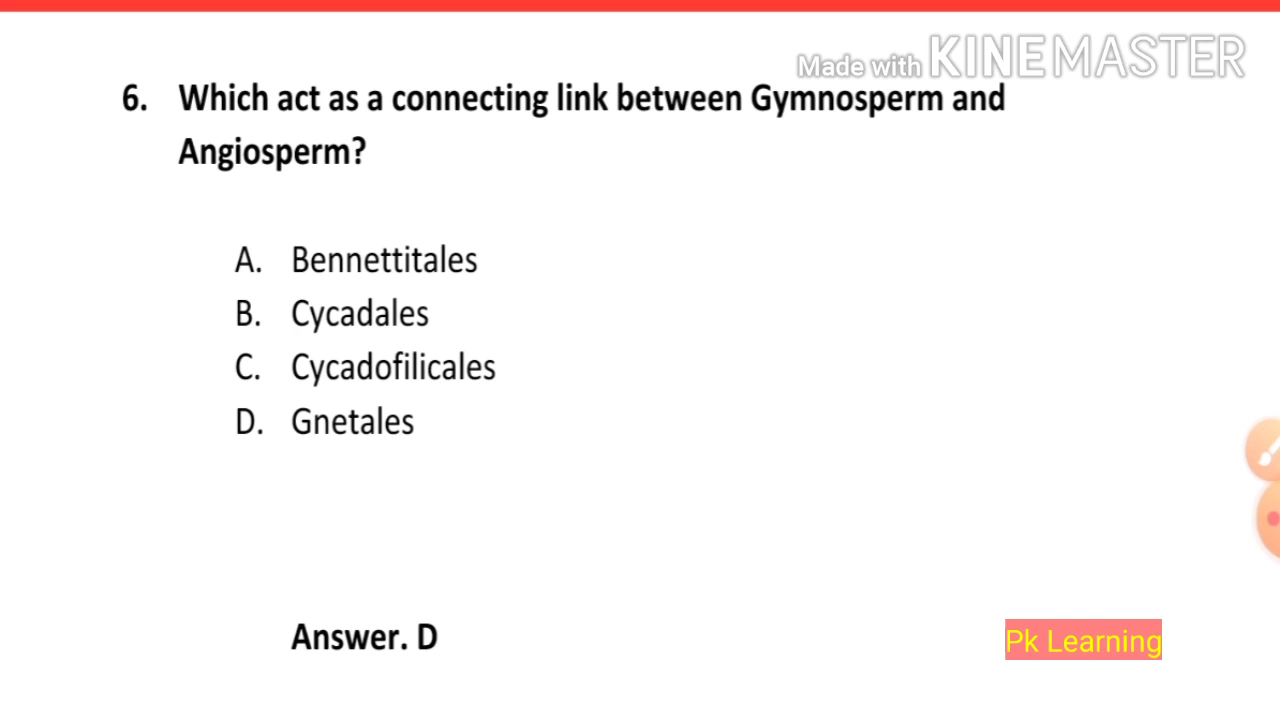 Made with KINEMASTER
6. Which act as a connecting link between Gymnosperm and
Angiosperm?
A. Bennettitales
B. Cycadales
C. Cycadofilicales
D. Gnetales
Answer. D
Pk Learning